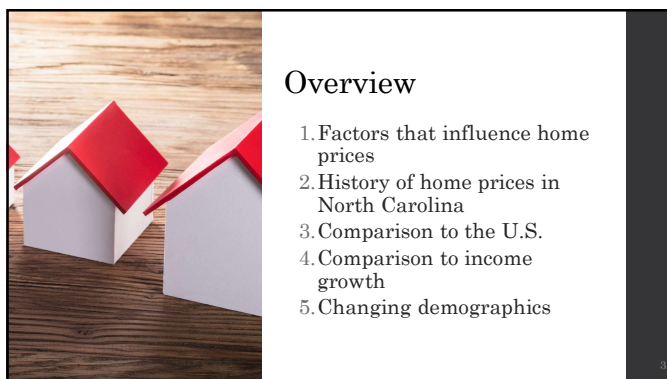 Overview
1. Factors that influence home
prices
2. History of home prices in
North Carolina
3. Comparison to the U.S.
4. Comparison to income
growth
5. Changing demographics
3